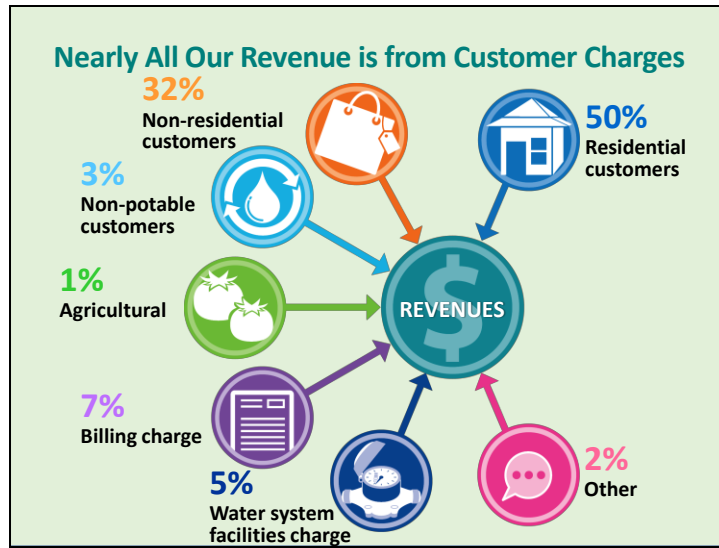 Nearly All Our Revenue is from Customer Charges
32%
Non-residential
customers
50%
Residential
customers
3%
Non-potable
customers
1%
Agricultural
$
REVENUES
7%
Billing charge
5%
Water system
facilities charge
2%
Other